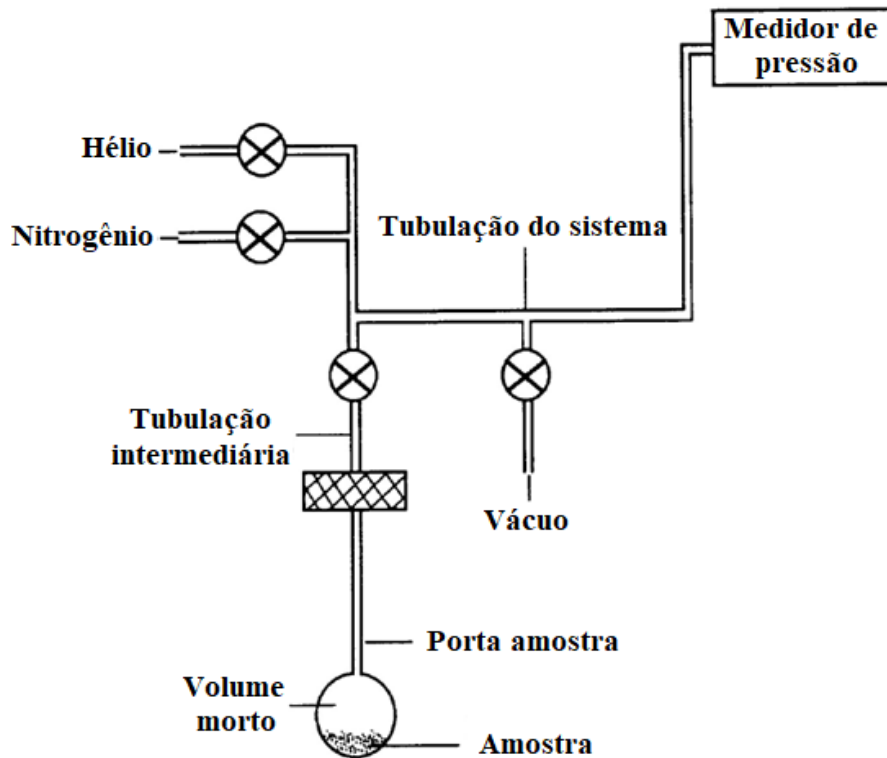 Medidor de
pressão
Hélio
Nitrogênio
Tubulação do sistema
Tubulação
intermediária
Vácuo
Porta amostra
Volume
morto
Amostra